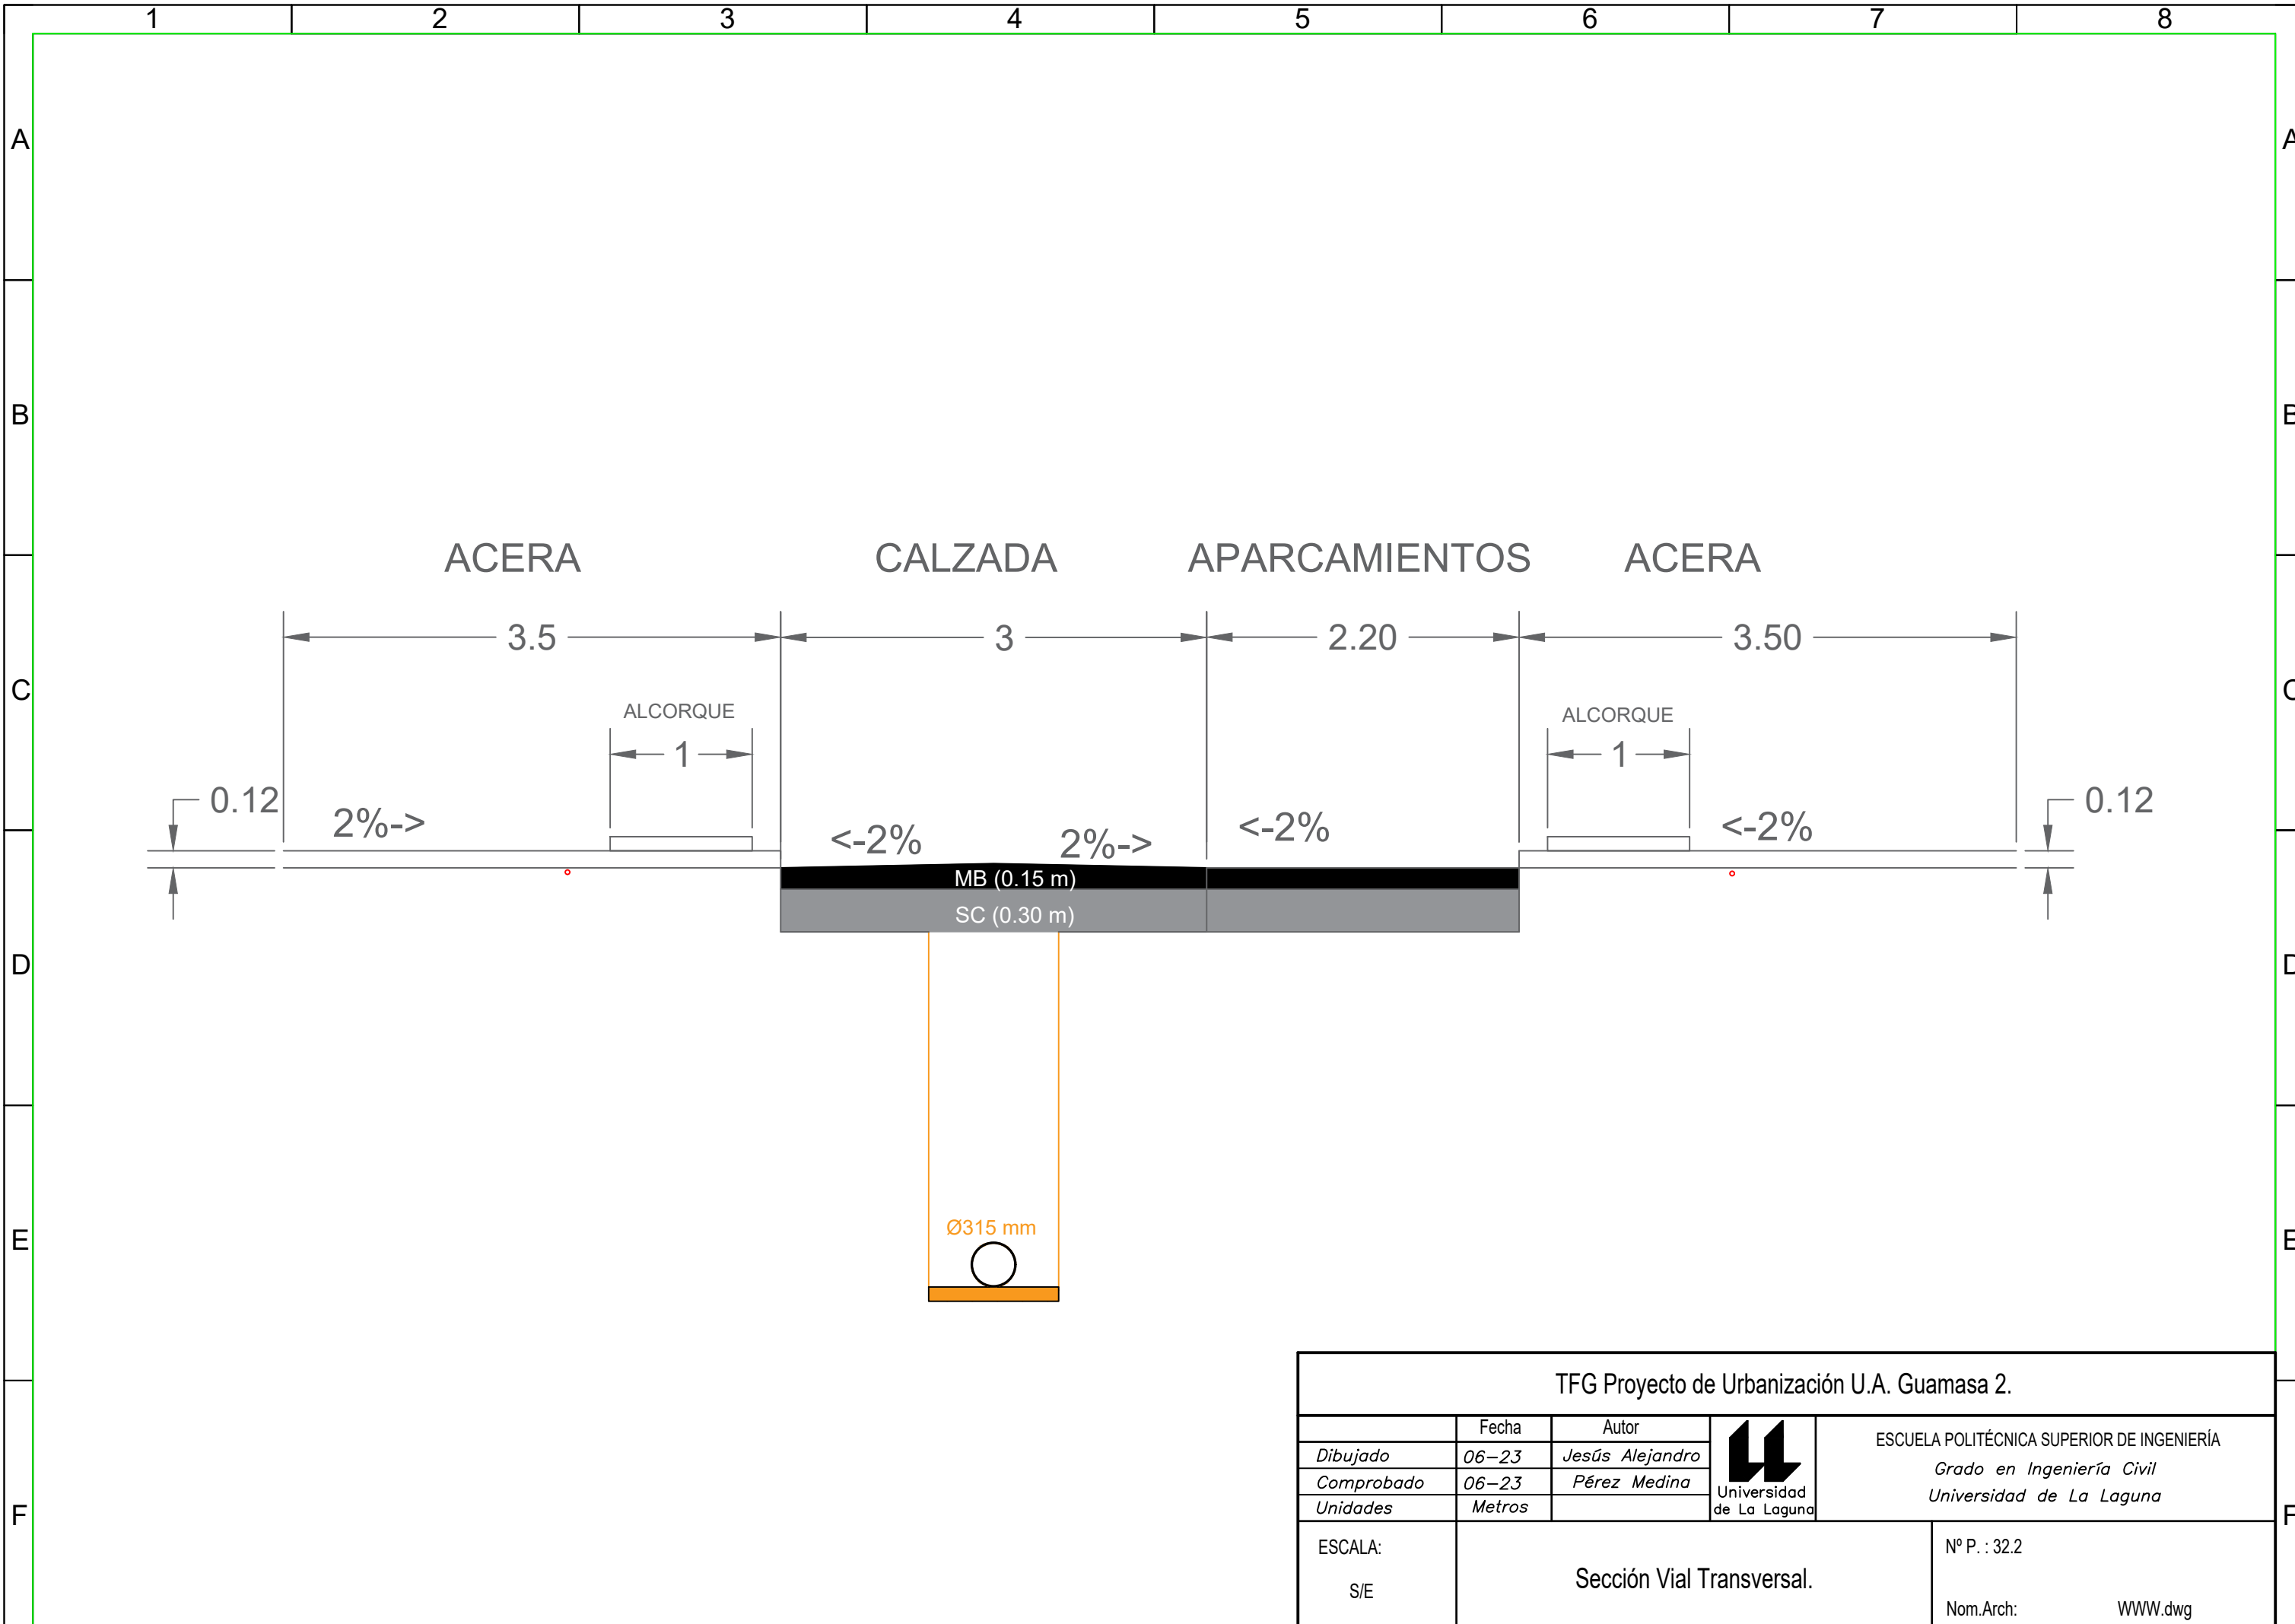 1 2 3 4 5 6 7 8
A A
B B
ACERA CALZADA APARCAMIENTOS ACERA
3.5 3 2.20 3.50
C C
ALCORQUE ALCORQUE
1 1
0.12 0.12
2%-> <-2% 2%-> <-2% <-2%
MB (0.15 m)
SC (0.30 m)
D D
Ø315 mm
E E
TFG Proyecto de Urbanización U.A. Guamasa 2.
Fecha Autor
Dibujado 06-23 Jesús Alejandro
Comprobado 06-23 Pérez Medina
Unidades Metros
Universidad
de La Laguna
ESCUELA POLITÉCNICA SUPERIOR DE INGENIERÍA
Grado en Ingeniería Civil
Universidad de La Laguna
F F
ESCALA:
S/E
Sección Vial Transversal.
Nº P. : 32.2
Nom.Arch: WWW.dwg